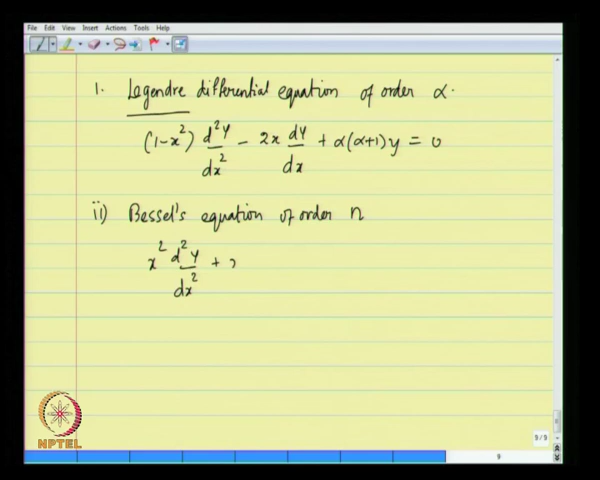 File Edit View Insert Actions Tools Help
1. Legendre differential equation of order α.
(1-x²) d²y/dx² - 2x dy/dx + α(α+1)y = 0
ii) Bessel's equation of order n
x² d²y/dx² +
NPTEL
9/9
9